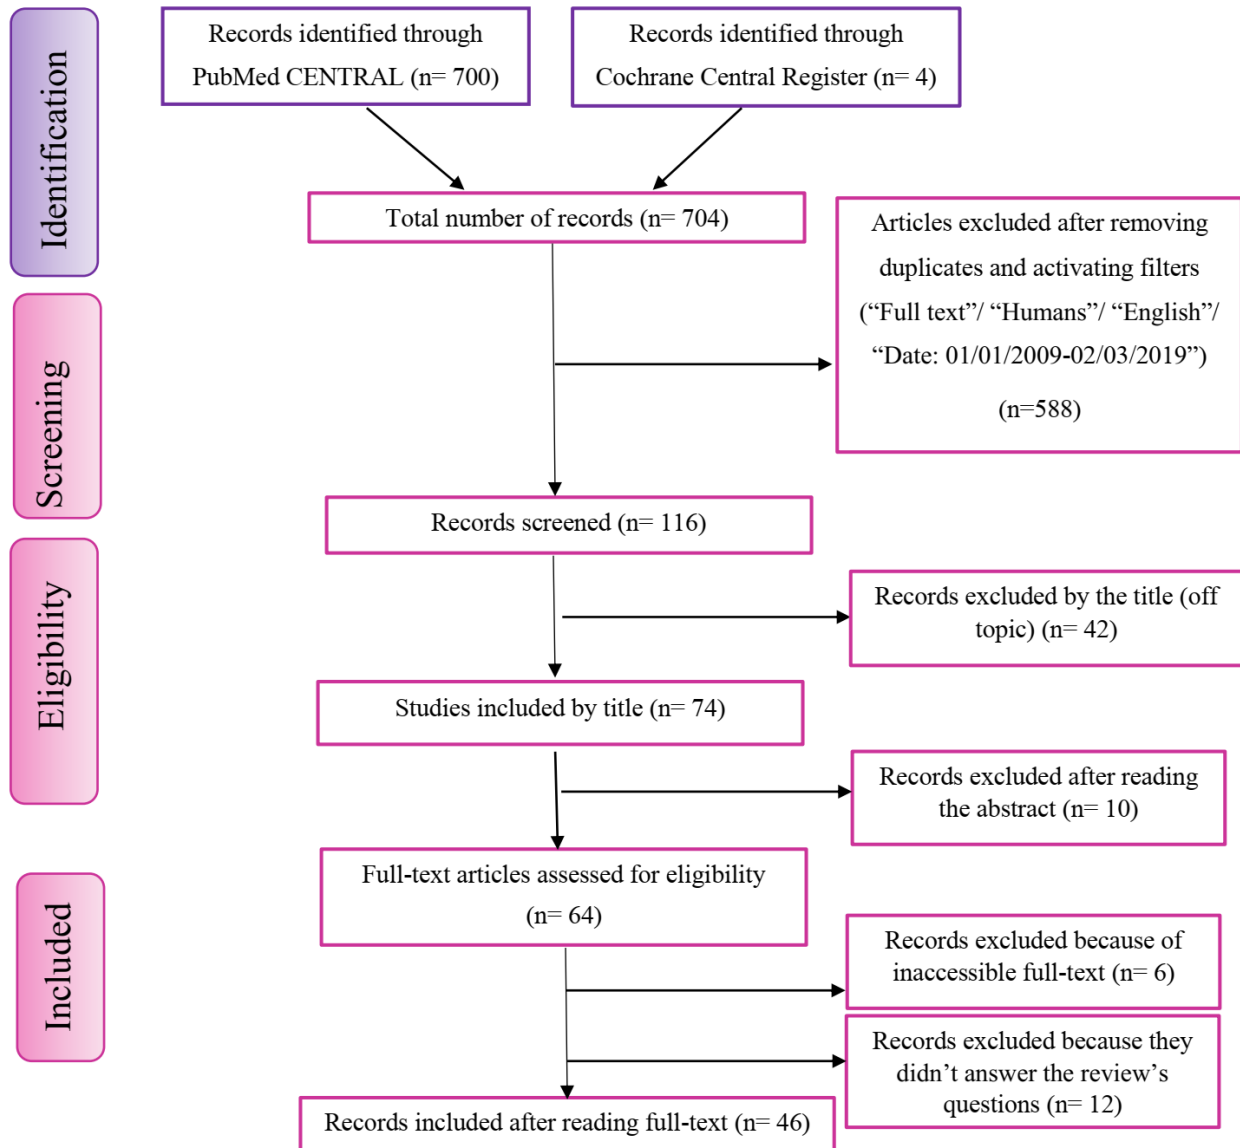 Identification
Records identified through
PubMed CENTRAL (n= 700)
Records identified through
Cochrane Central Register (n= 4)
Total number of records (n= 704)
Articles excluded after removing
duplicates and activating filters
(“Full text”/ “Humans”/ “English”/
“Date: 01/01/2009-02/03/2019”)
(n=588)
Screening
Records screened (n= 116)
Eligibility
Records excluded by the title (off
topic) (n= 42)
Studies included by title (n= 74)
Records excluded after reading
the abstract (n= 10)
Full-text articles assessed for eligibility
(n= 64)
Included
Records excluded because of
inaccessible full-text (n= 6)
Records excluded because they
didn’t answer the review’s
questions (n= 12)
Records included after reading full-text (n= 46)